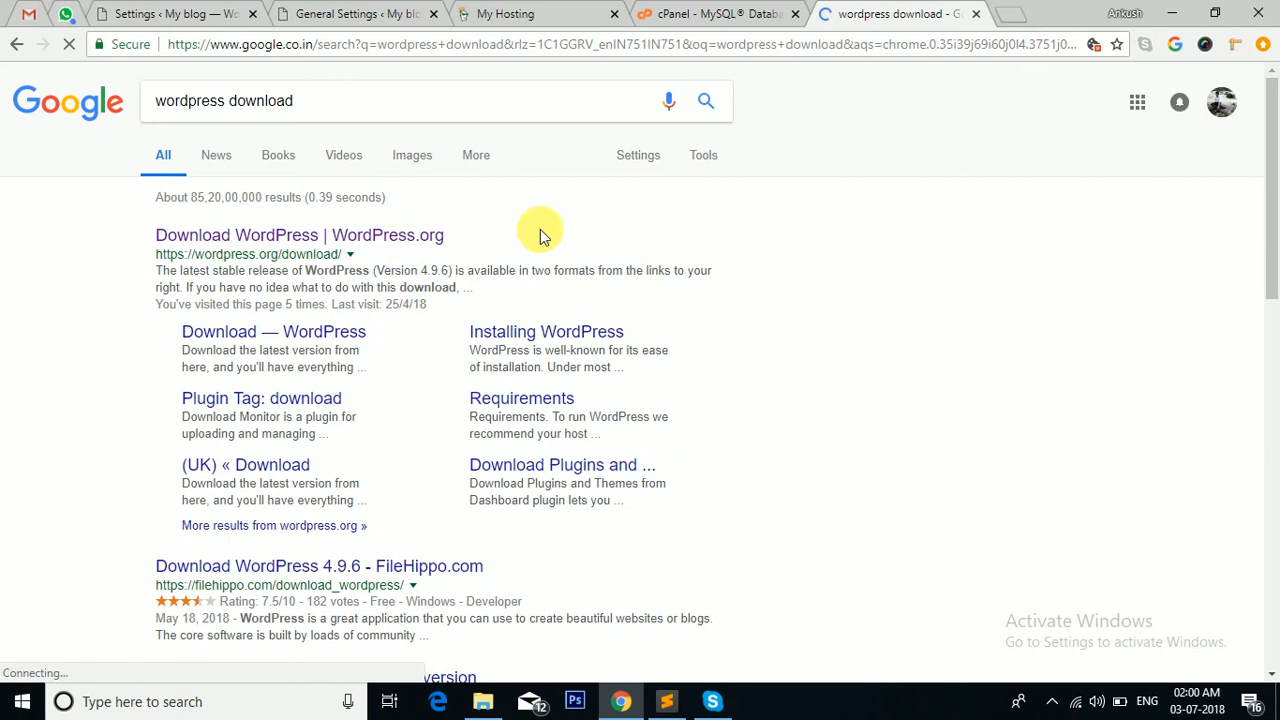 Settings ‹ My blog — Wo
General Settings ‹ My blo
My Hosting
cPanel - MySQL® Databa
wordpress download - Go
Ankush
Secure
https://www.google.co.in/search?q=wordpress+download&rlz=1C1GGRV_enIN751IN751&oq=wordpress+download&aqs=chrome.0.35i39j69i60j0l4.3751j0...
Google
wordpress download
All
News
Books
Videos
Images
More
Settings
Tools
About 85,20,00,000 results (0.39 seconds)
Download WordPress | WordPress.org
https://wordpress.org/download/
The latest stable release of WordPress (Version 4.9.6) is available in two formats from the links to your
right. If you have no idea what to do with this download, ...
You've visited this page 5 times. Last visit: 25/4/18
Download — WordPress
Download the latest version from
here, and you'll have everything ...
Installing WordPress
WordPress is well-known for its ease
of installation. Under most ...
Plugin Tag: download
Download Monitor is a plugin for
uploading and managing ...
Requirements
Requirements. To run WordPress we
recommend your host ...
(UK) « Download
Download the latest version from
here, and you'll have everything ...
Download Plugins and ...
Download Plugins and Themes from
Dashboard plugin lets you ...
More results from wordpress.org »
Download WordPress 4.9.6 - FileHippo.com
https://filehippo.com/download_wordpress/
Rating: 7.5/10 - 182 votes - Free - Windows - Developer
May 18, 2018 - WordPress is a great application that you can use to create beautiful websites or blogs.
The core software is built by loads of community ...
version
Connecting...
Activate Windows
Go to Settings to activate Windows.
Type here to search
12
Ps
ENG
02:00 AM
03-07-2018
16